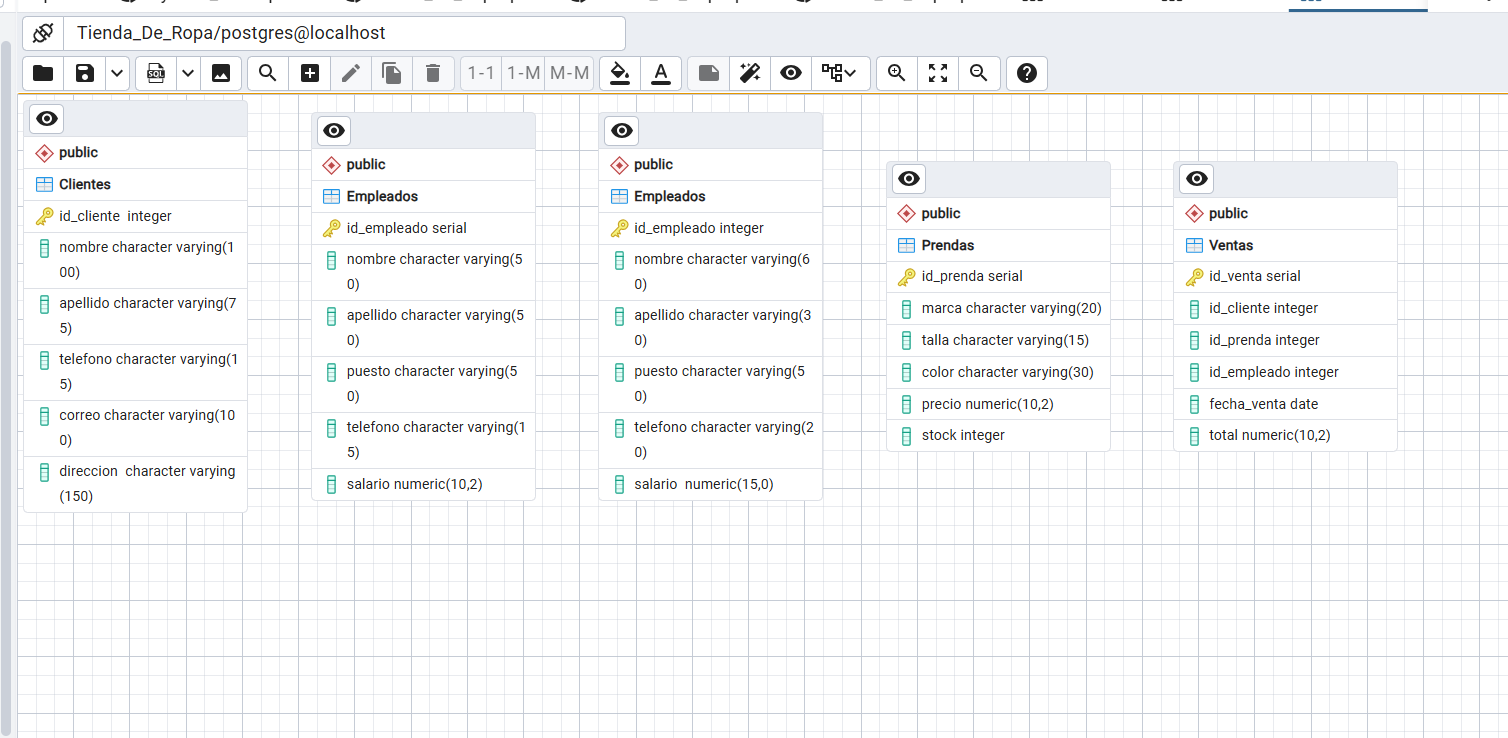 Tienda_De_Ropa/postgres@localhost
SQL
1-1 1-M M-M
A
public
Clientes
id_cliente  integer
nombre character varying(1
00)
apellido character varying(7
5)
telefono character varying(1
5)
correo character varying(10
0)
direccion  character varying
(150)
public
Empleados
id_empleado serial
nombre character varying(5
0)
apellido character varying(5
0)
puesto character varying(5
0)
telefono character varying(1
5)
salario numeric(10,2)
public
Empleados
id_empleado integer
nombre character varying(6
0)
apellido character varying(3
0)
puesto character varying(5
0)
telefono character varying(2
0)
salario  numeric(15,0)
public
Prendas
id_prenda serial
marca character varying(20)
talla character varying(15)
color character varying(30)
precio numeric(10,2)
stock integer
public
Ventas
id_venta serial
id_cliente integer
id_prenda integer
id_empleado integer
fecha_venta date
total numeric(10,2)